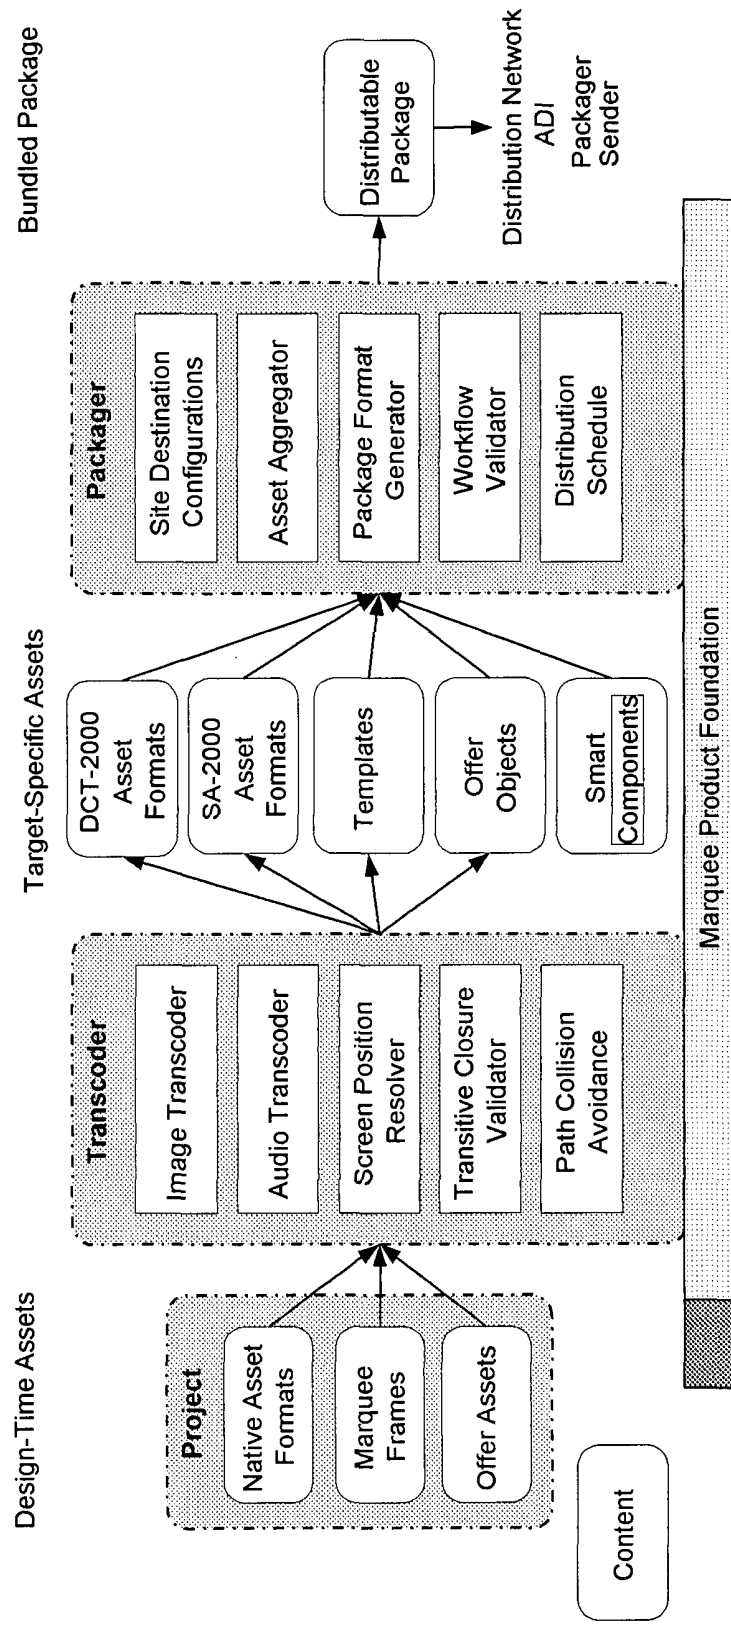 Design-Time Assets
Target-Specific Assets
Bundled Package
Project
Native Asset
Formats
Marquee
Frames
Offer Assets
Content
Transcoder
Image Transcoder
Audio Transcoder
Screen Position
Resolver
Transitive Closure
Validator
Path Collision
Avoidance
DCT-2000
Asset
Formats
SA-2000
Asset
Formats
Templates
Offer
Objects
Smart
Components
Packager
Site Destination
Configurations
Asset Aggregator
Package Format
Generator
Workflow
Validator
Distribution
Schedule
Distributable
Package
Distribution Network
ADI
Packager
Sender
Marquee Product Foundation